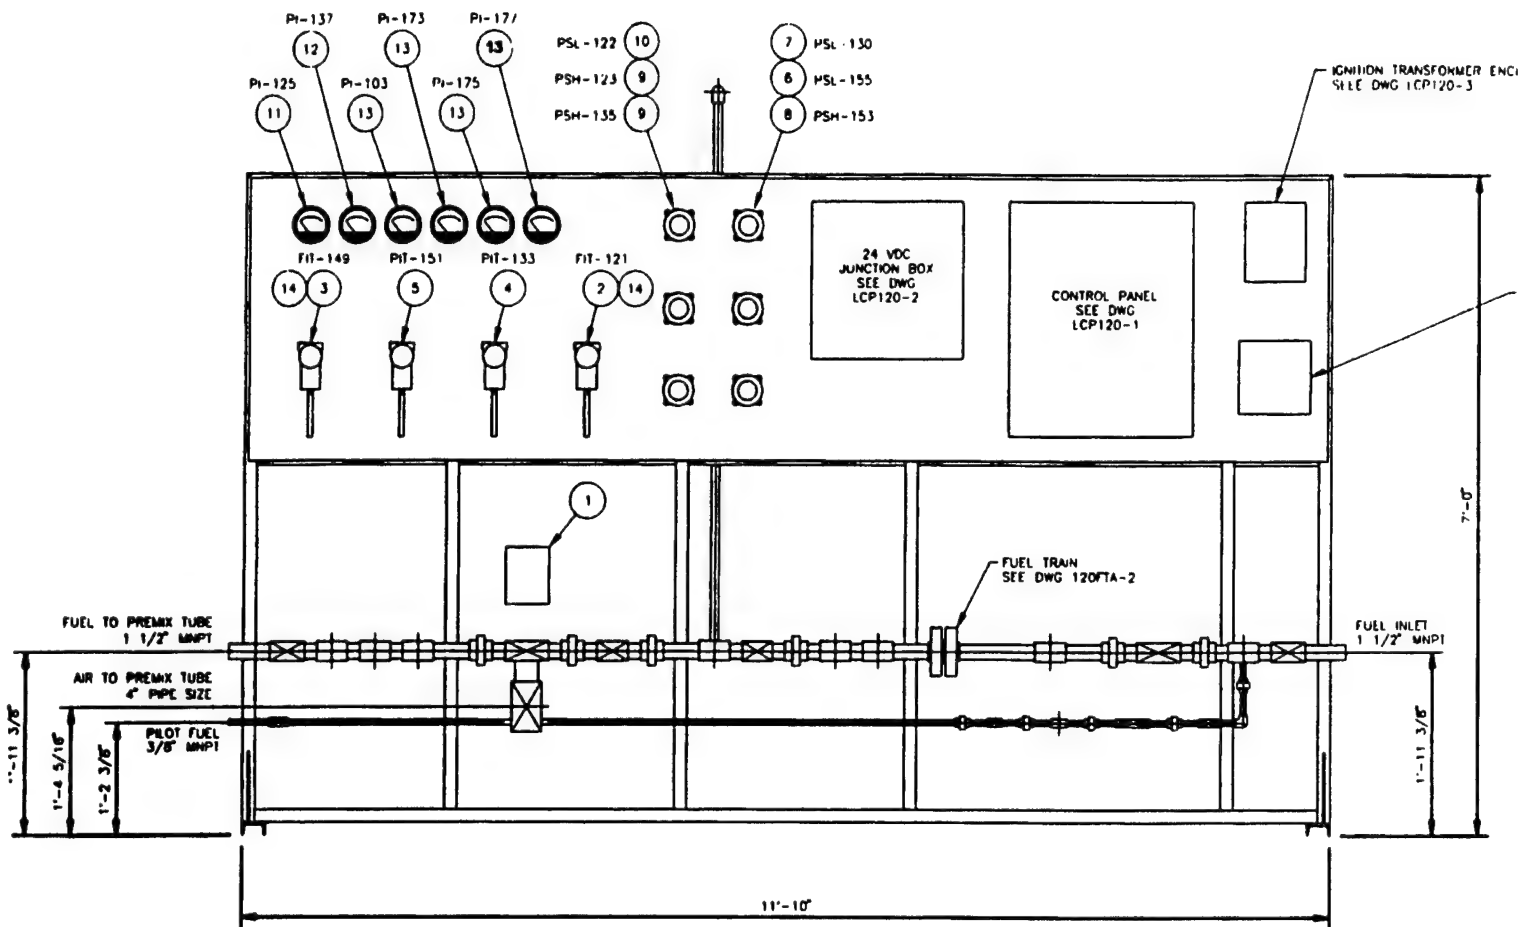 PI-137 PI-173 PI-17
12 13 13
PSL-122 10 7 PSL-130
PSH-123 9 6 PSL-155
PSH-135 9 8 PSH-153
PI-125 PI-103 PI-175
11 13 13
IGNITION TRANSFORMER
SEE DWG LCP120-3
FIT-149 PIT-151 PIT-133 FIT-121
14 3 5 4 2 14
24 VDC
JUNCTION BOX
SEE DWG
LCP120-2
CONTROL PANEL
SEE DWG
LCP120-1
1
7'-0"
FUEL TRAIN
SEE DWG 120FTA-2
FUEL TO PREMIX TUBE
1 1/2" MNPT
FUEL INLET
1 1/2" MNPT
AIR TO PREMIX TUBE
4" PIPE SIZE
PILOT FUEL
3/8" MNPT
1'-11 3/8"
1'-4 5/16"
1'-2 3/8"
1'-11 3/8"
11'-10"